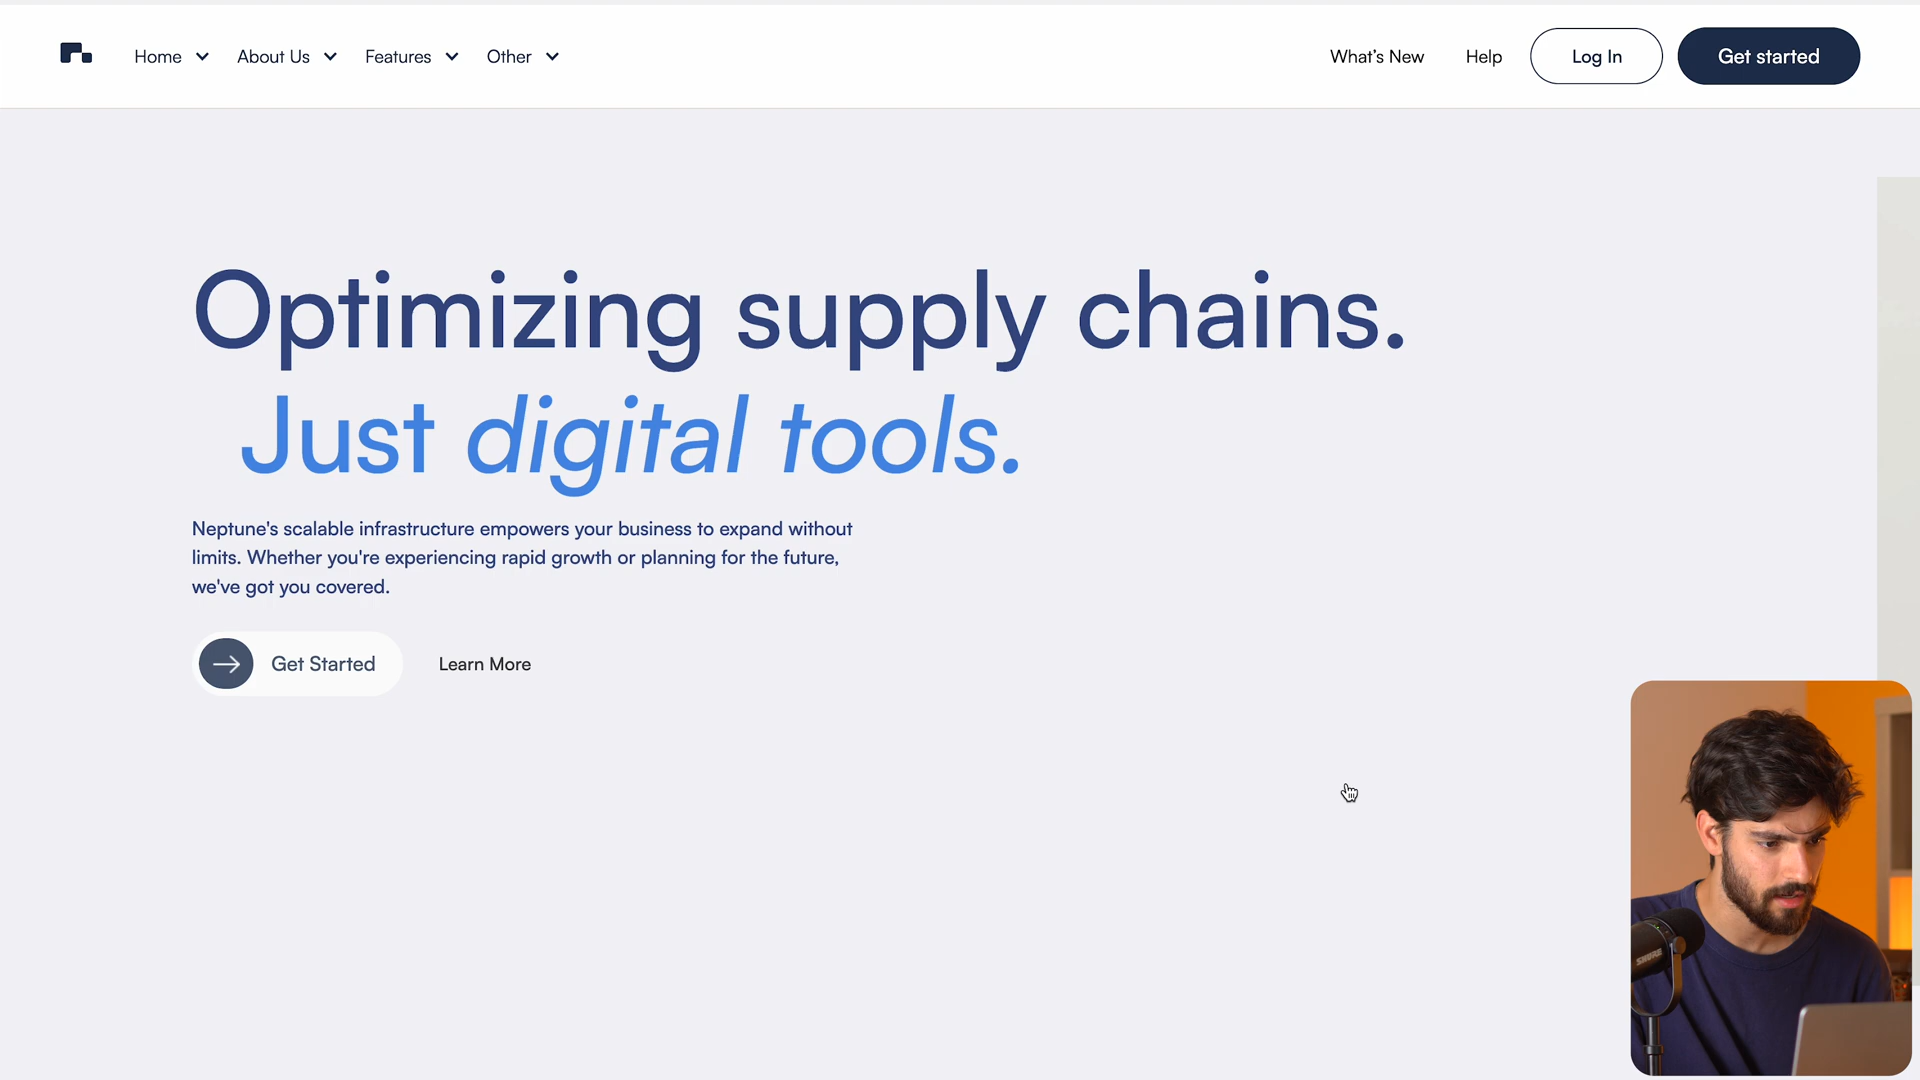 Home
About Us
Features
Other
What's New
Help
Log In
Get started
Optimizing supply chains.
Just digital tools.
Neptune's scalable infrastructure empowers your business to expand without
limits. Whether you're experiencing rapid growth or planning for the future,
we've got you covered.
Get Started
Learn More
SHURE